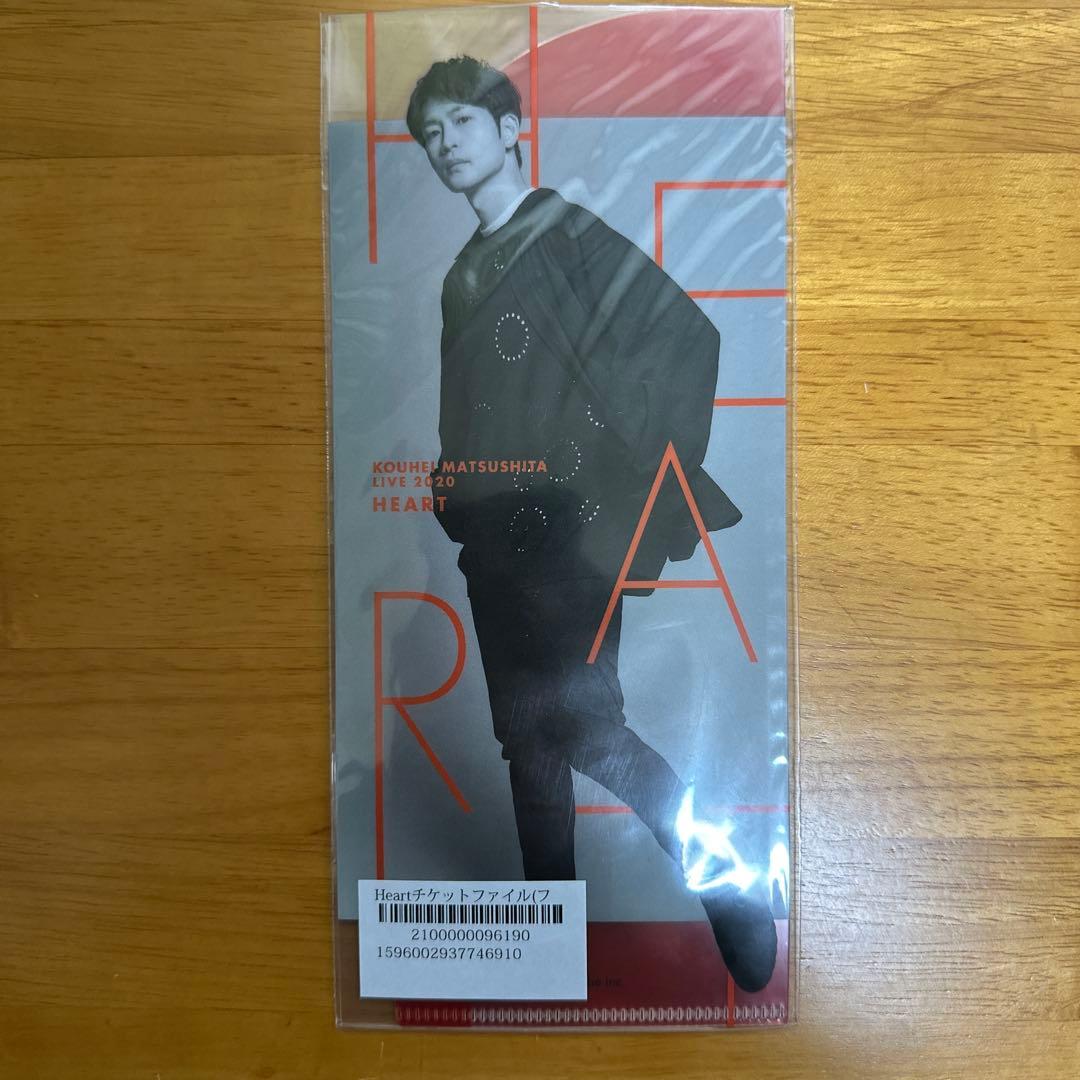 HEART
KOUHEI MATSUSHITA
LIVE 2020
HEART
Heartチケットファイル(フ
2100000096190
1596002937746910
Inc.